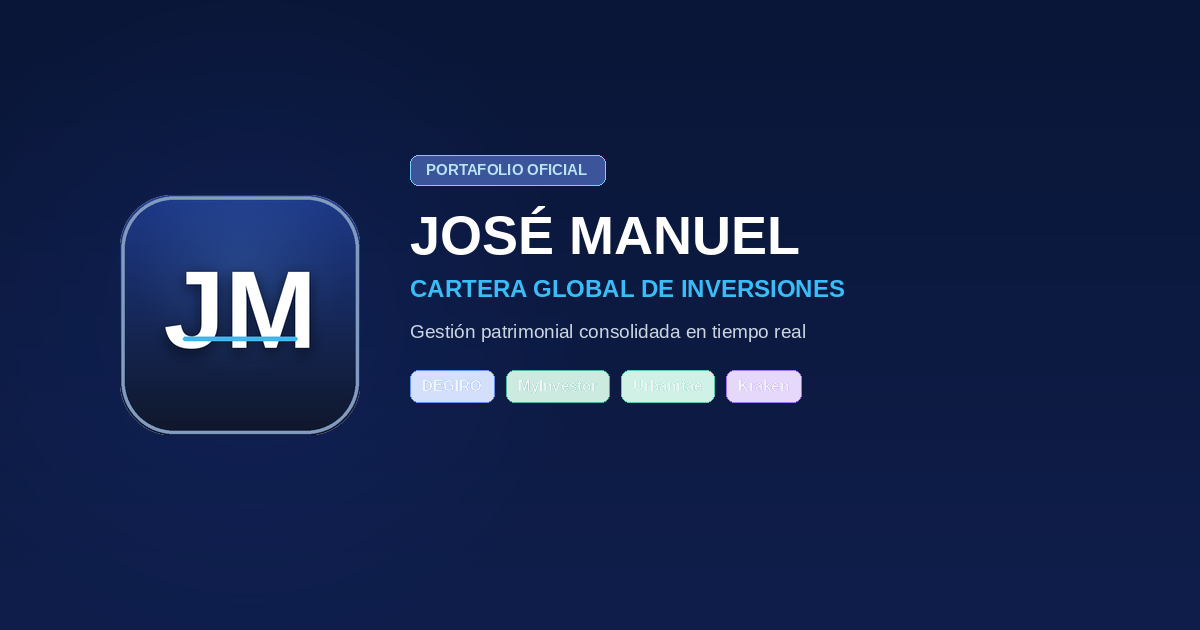 JM
PORTAFOLIO OFICIAL
JOSÉ MANUEL
CARTERA GLOBAL DE INVERSIONES
Gestión patrimonial consolidada en tiempo real
DEGIRO MyInvestor Urbanitae Kraken